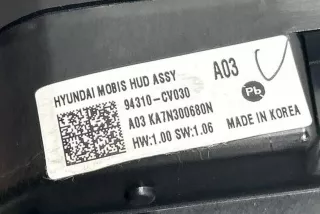 HYUNDAI MOBIS HUD ASSY
A03
94310-CV030
A03 KA7N300680N
Pb
HW:1.00 SW:1.06
MADE IN KOREA